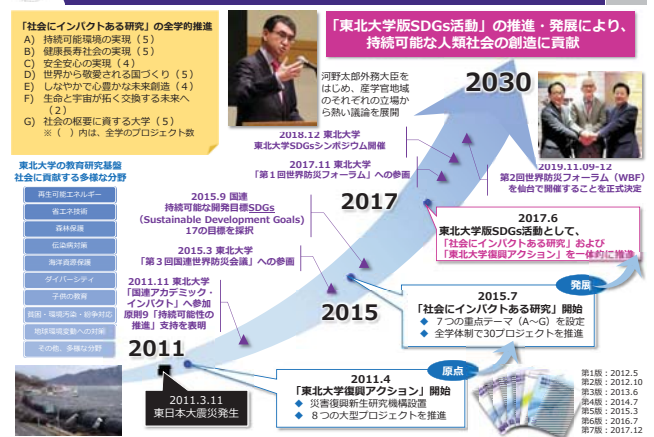 「社会にインパクトある研究」の全学的推進
A) 持続可能環境の実現（５）
B) 健康長寿社会の実現（５）
C) 安全安心の実現（４）
D) 世界から敬愛される国づくり（５）
E) しなやかで心豊かな未来創造（４）
F) 生命と宇宙が拓く交換する未来へ
（２）
G) 社会の枢要に資する大学（５）
※（ ）内は、全学のプロジェクト数
「東北大学版SDGs活動」の推進・発展により、
持続可能な人類社会の創造に貢献
河野太郎外務大臣を
はじめ、産学官地域
のそれぞれの立場から
熱い議論を展開
2030
2018.12 東北大学
東北大学SDGsシンポジウム開催
2017.11 東北大学
「第１回世界防災フォーラム」への参画
2019.11.09-12
第2回世界防災フォーラム（WBF）
を仙台で開催することを正式決定
東北大学の教育研究基盤
社会に貢献する多様な分野
再生可能エネルギー
省エネ技術
森林保護
伝染病対策
海洋資源保護
ダイバーシティ
子供の教育
貧困・環境汚染・紛争対応
地球環境変動への対策
その他、多様な分野
2015.9 国連
持続可能な開発目標SDGs
（Sustainable Development Goals）
17の目標を採択
2017
2017.6
東北大学版SDGs活動として、
「社会にインパクトある研究」および
「東北大学復興アクション」を一体的に推進
2015.3 東北大学
「第３回国連世界防災会議」への参画
発展
2011.11 東北大学
「国連アカデミック・
インパクト」へ参加
原則9「持続可能性の
推進」支持を表明
2015
2015.7
「社会にインパクトある研究」開始
◆ ７つの重点テーマ（A～G）を設定
◆ 全学体制で30プロジェクトを推進
2011
原点
2011.3.11
東日本大震災発生
2011.4
「東北大学復興アクション」開始
◆ 災害復興新生研究機構設置
◆ ８つの大型プロジェクトを推進
第1版：2012.5
第2版：2012.10
第3版：2013.6
第4版：2014.7
第5版：2015.3
第6版：2016.7
第7版：2017.12